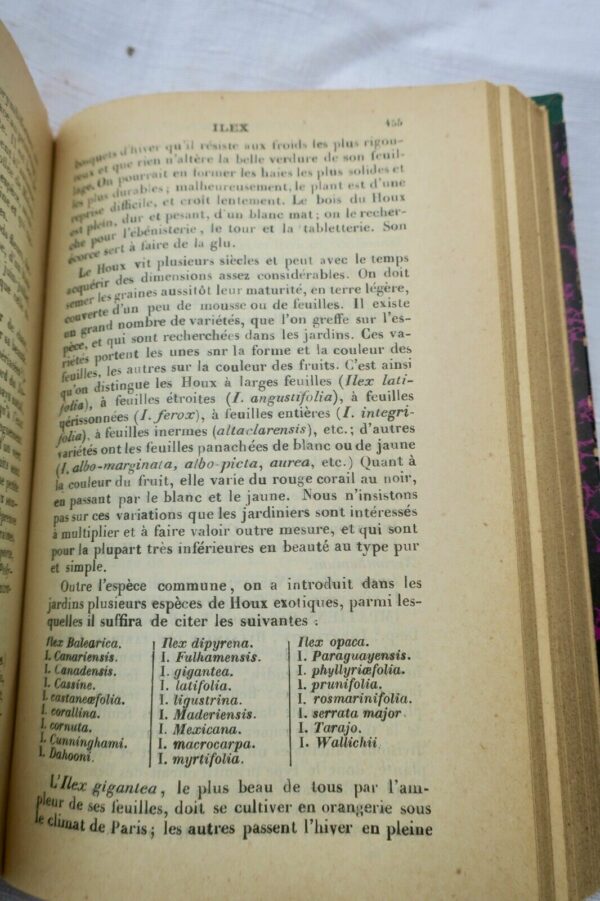 ILEX 455
bosquets d'hiver qu'il résiste aux froids les plus rigou-
reux et que rien n'altère la belle verdure de son feuil-
lage. On pourrait en former les haies les plus solides et
les plus durables; malheureusement, le plant est d'une
reprise difficile, et croît lentement. Le bois du Houx
est plein, dur et pesant, d'un blanc mat; on le recher-
che pour l'ébénisterie, le tour et la tabletterie. Son
écorce sert à faire de la glu.
Le Houx vit plusieurs siècles et peut avec le temps
acquérir des dimensions assez considérables. On doit
semer les graines aussitôt leur maturité, en terre légère,
couverte d'un peu de mousse ou de feuilles. Il existe
un grand nombre de variétés, que l'on greffe sur l'es-
pèce, et qui sont recherchées dans les jardins. Ces va-
riétés portent les unes snr la forme et la couleur des
feuilles, les autres sur la couleur des fruits. C'est ainsi
qu'on distingue les Houx à larges feuilles (Ilex lati-
folia), à feuilles étroites (I. angustifolia), à feuilles
hérissonnées (I. ferox), à feuilles entières (I. integri-
folia), à feuilles inermes (altaclarensis), etc.; d'autres
variétés ont les feuilles panachées de blanc ou de jaune
(I. albo-marginata, albo-picta, aurea, etc.) Quant à
la couleur du fruit, elle varie du rouge corail au noir,
en passant par le blanc et le jaune. Nous n'insistons
pas sur ces variations que les jardiniers sont intéressés
à multiplier et à faire valoir outre mesure, et qui sont
pour la plupart très inférieures en beauté au type pur
et simple.
Outre l'espèce commune, on a introduit dans les
jardins plusieurs espèces de Houx exotiques, parmi les-
quelles il suffira de citer les suivantes :
Ilex Balearica.
I. Canariensis.
I. Canadensis.
I. Cassine.
I. castaneæfolia.
I. corallina.
I. cornuta.
I. Cunninghami.
I. Dahooni.
Ilex dipyrena.
I. Fulhamensis.
I. gigantea.
I. latifolia.
I. ligustrina.
I. Maderiensis.
I. Mexicana.
I. macrocarpa.
I. myrtifolia.
Ilex opaca.
I. Paraguayensis.
I. phyllyriæfolia.
I. prunifolia.
I. rosmarinifolia.
I. serrata major.
I. Tarajo.
I. Wallichii.
L'Ilex gigantea, le plus beau de tous par l'am-
pleur de ses feuilles, doit se cultiver en orangerie sous
le climat de Paris; les autres passent l'hiver en pleine